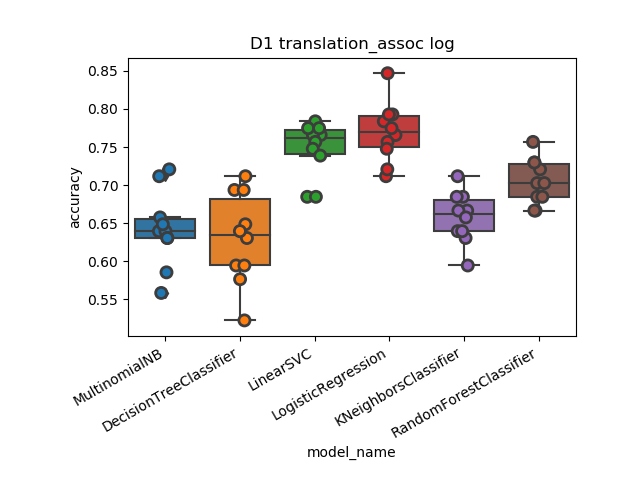 D1 translation_assoc log
accuracy
0.85
0.80
0.75
0.70
0.65
0.60
0.55
MultinomialNB
DecisionTreeClassifier
LinearSVC
LogisticRegression
KNeighborsClassifier
RandomForestClassifier
model_name